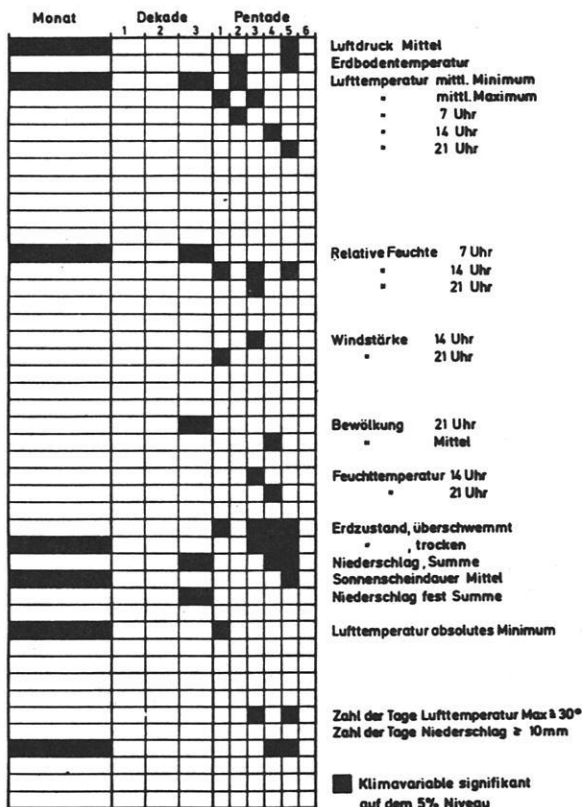 Monat Dekade Pentade
1 2 3 1 2 3 4 5 6
Luftdruck Mittel
Erdbodentemperatur
Lufttemperatur mittl. Minimum
" mittl. Maximum
" 7 Uhr
" 14 Uhr
" 21 Uhr
Relative Feuchte 7 Uhr
" 14 Uhr
" 21 Uhr
Windstärke 14 Uhr
" 21 Uhr
Bewölkung 21 Uhr
" Mittel
Feuchttemperatur 14 Uhr
" 21 Uhr
Erdzustand, überschwemmt
" , trocken
Niederschlag, Summe
Sonnenscheindauer Mittel
Niederschlag fest Summe
Lufttemperatur absolutes Minimum
Zahl der Tage Lufttemperatur Max ≥ 30°
Zahl der Tage Niederschlag ≥ 10mm
Klimavariable signifikant
auf dem 5% Niveau